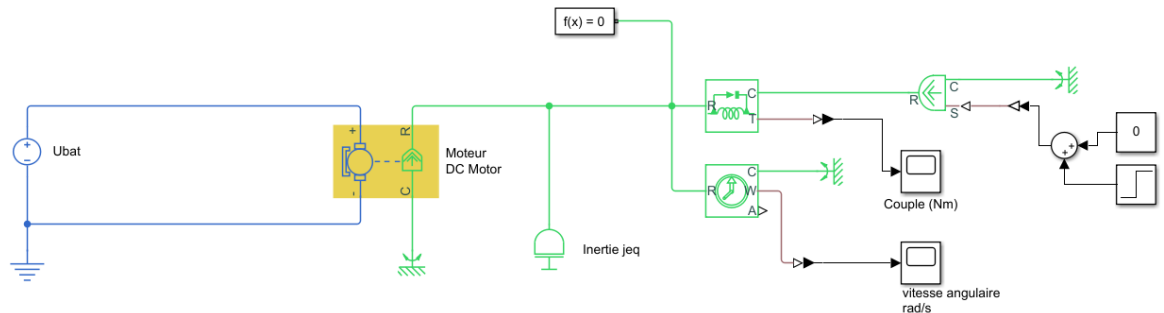 f(x) = 0
Ubat
+
-
+
-
R
C
Moteur
DC Motor
Inertie jeq
R
C
T
R
C
W
A
Couple (Nm)
vitesse angulaire
rad/s
R
C
S
+
+
0